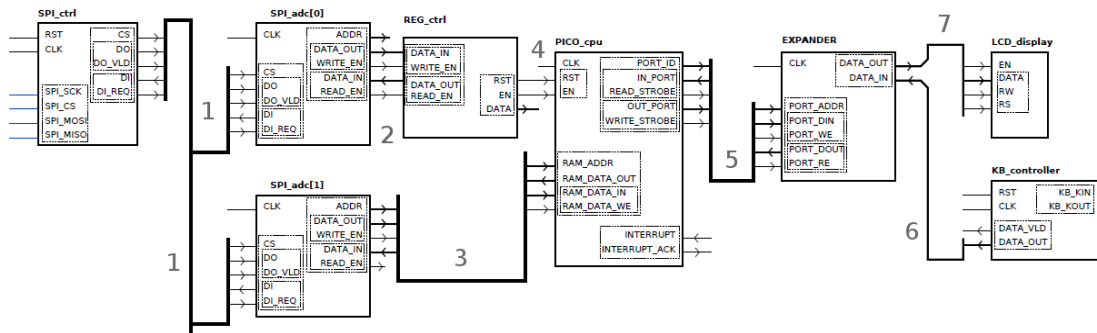 SPI_ctrl
RST
CLK
CS
DO
DO_VLD
DI
DI_REQ
SPI_SCK
SPI_CS
SPI_MOSI
SPI_MISO
1
SPI_adc[0]
CLK
ADDR
DATA_OUT
WRITE_EN
DATA_IN
READ_EN
CS
DO
DO_VLD
DI
DI_REQ
1
SPI_adc[1]
CLK
ADDR
DATA_OUT
WRITE_EN
DATA_IN
READ_EN
CS
DO
DO_VLD
DI
DI_REQ
2
REG_ctrl
DATA_IN
WRITE_EN
DATA_OUT
READ_EN
RST
EN
DATA
3
4
PICO_cpu
CLK
RST
EN
PORT_ID
IN_PORT
READ_STROBE
OUT_PORT
WRITE_STROBE
RAM_ADDR
RAM_DATA_OUT
RAM_DATA_IN
RAM_DATA_WE
INTERRUPT
INTERRUPT_ACK
5
EXPANDER
CLK
DATA_OUT
DATA_IN
PORT_ADDR
PORT_DIN
PORT_WE
PORT_DOUT
PORT_RE
7
LCD_display
EN
DATA
RW
RS
6
KB_controller
RST
CLK
KB_KIN
KB_KOUT
DATA_VLD
DATA_OUT